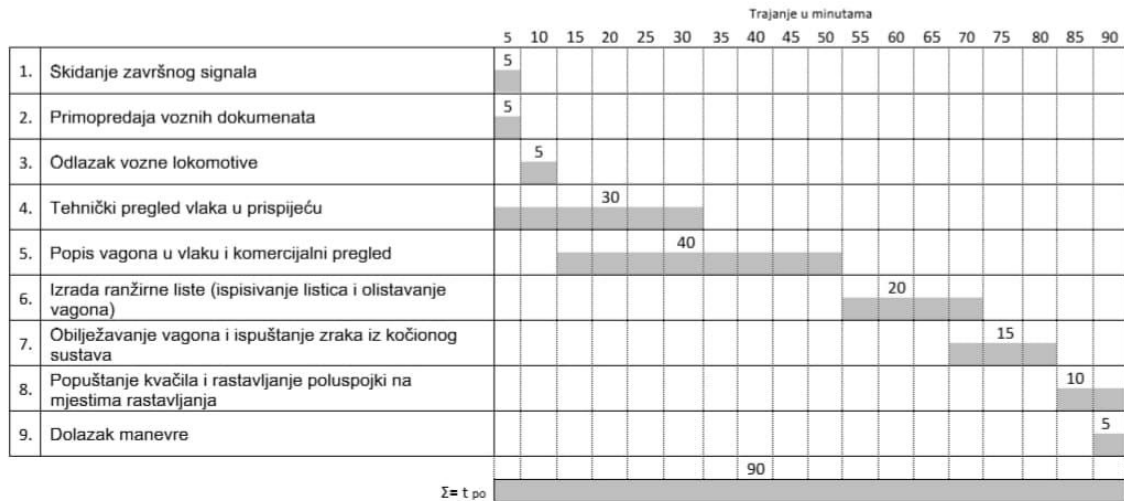 Trajanje u minutama
5 10 15 20 25 30 35 40 45 50 55 60 65 70 75 80 85 90
1. Skidanje završnog signala 5
2. Primopredaja voznih dokumenata 5
3. Odlazak vozne lokomotive 5
4. Tehnički pregled vlaka u prispijeću 30
5. Popis vagona u vlaku i komercijalni pregled 40
6. Izrada ranžirne liste (ispisivanje listica i olistavanje
vagona) 20
7. Obilježavanje vagona i ispuštanje zraka iz kočionog
sustava 15
8. Popuštanje kvačila i rastavljanje poluspojki na
mjestima rastavljanja 10
9. Dolazak manevre 5
90
Σ= t po